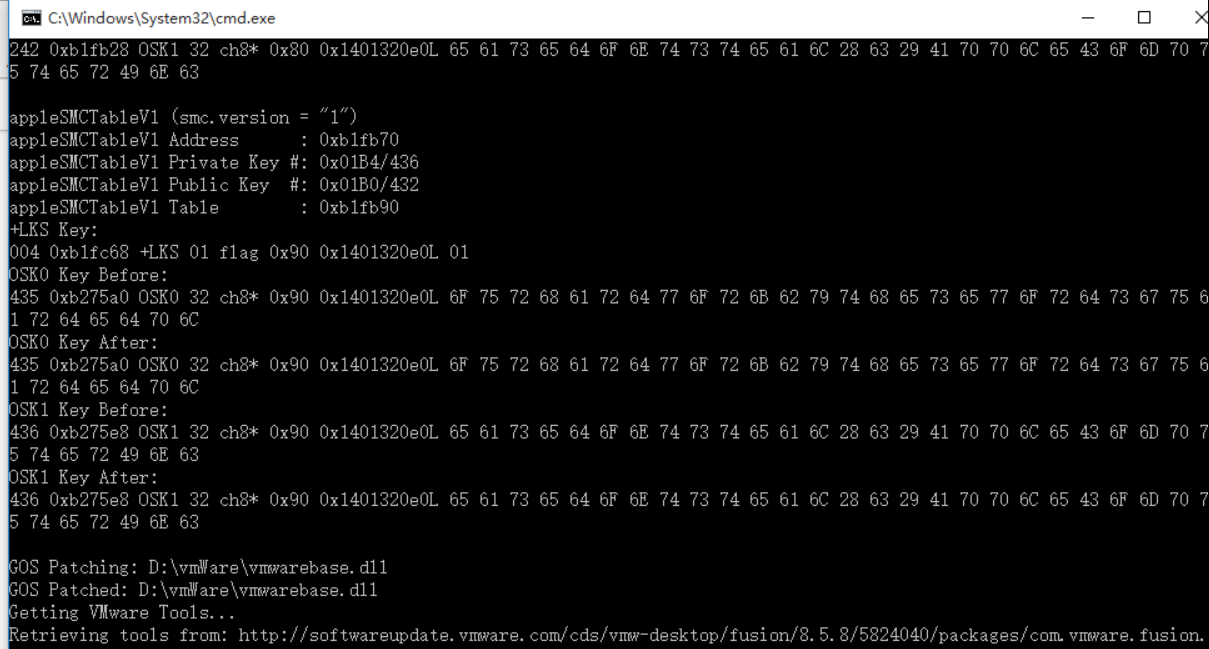 C:\Windows\System32\cmd.exe
242 0xb1fb28 OSK1 32 ch8* 0x80 0x1401320e0L 65 61 73 65 64 6F 6E 74 73 74 65 61 6C 28 63 29 41 70 70 6C 65 43 6F 6D 70 7
5 74 65 72 49 6E 63
appleSMCTableV1 (smc.version = "1")
appleSMCTableV1 Address      : 0xb1fb70
appleSMCTableV1 Private Key #: 0x01B4/436
appleSMCTableV1 Public Key  #: 0x01B0/432
appleSMCTableV1 Table        : 0xb1fb90
+LKS Key:
004 0xb1fc68 +LKS 01 flag 0x90 0x1401320e0L 01
OSK0 Key Before:
435 0xb275a0 OSK0 32 ch8* 0x90 0x1401320e0L 6F 75 72 68 61 72 64 77 6F 72 6B 62 79 74 68 65 73 65 77 6F 72 64 73 67 75 6
1 72 64 65 64 70 6C
OSK0 Key After:
435 0xb275a0 OSK0 32 ch8* 0x90 0x1401320e0L 6F 75 72 68 61 72 64 77 6F 72 6B 62 79 74 68 65 73 65 77 6F 72 64 73 67 75 6
1 72 64 65 64 70 6C
OSK1 Key Before:
436 0xb275e8 OSK1 32 ch8* 0x90 0x1401320e0L 65 61 73 65 64 6F 6E 74 73 74 65 61 6C 28 63 29 41 70 70 6C 65 43 6F 6D 70 7
5 74 65 72 49 6E 63
OSK1 Key After:
436 0xb275e8 OSK1 32 ch8* 0x90 0x1401320e0L 65 61 73 65 64 6F 6E 74 73 74 65 61 6C 28 63 29 41 70 70 6C 65 43 6F 6D 70 7
5 74 65 72 49 6E 63
GOS Patching: D:\vmWare\vmwarebase.dll
GOS Patched: D:\vmWare\vmwarebase.dll
Getting VMware Tools...
Retrieving tools from: http://softwareupdate.vmware.com/cds/vmw-desktop/fusion/8.5.8/5824040/packages/com.vmware.fusion.